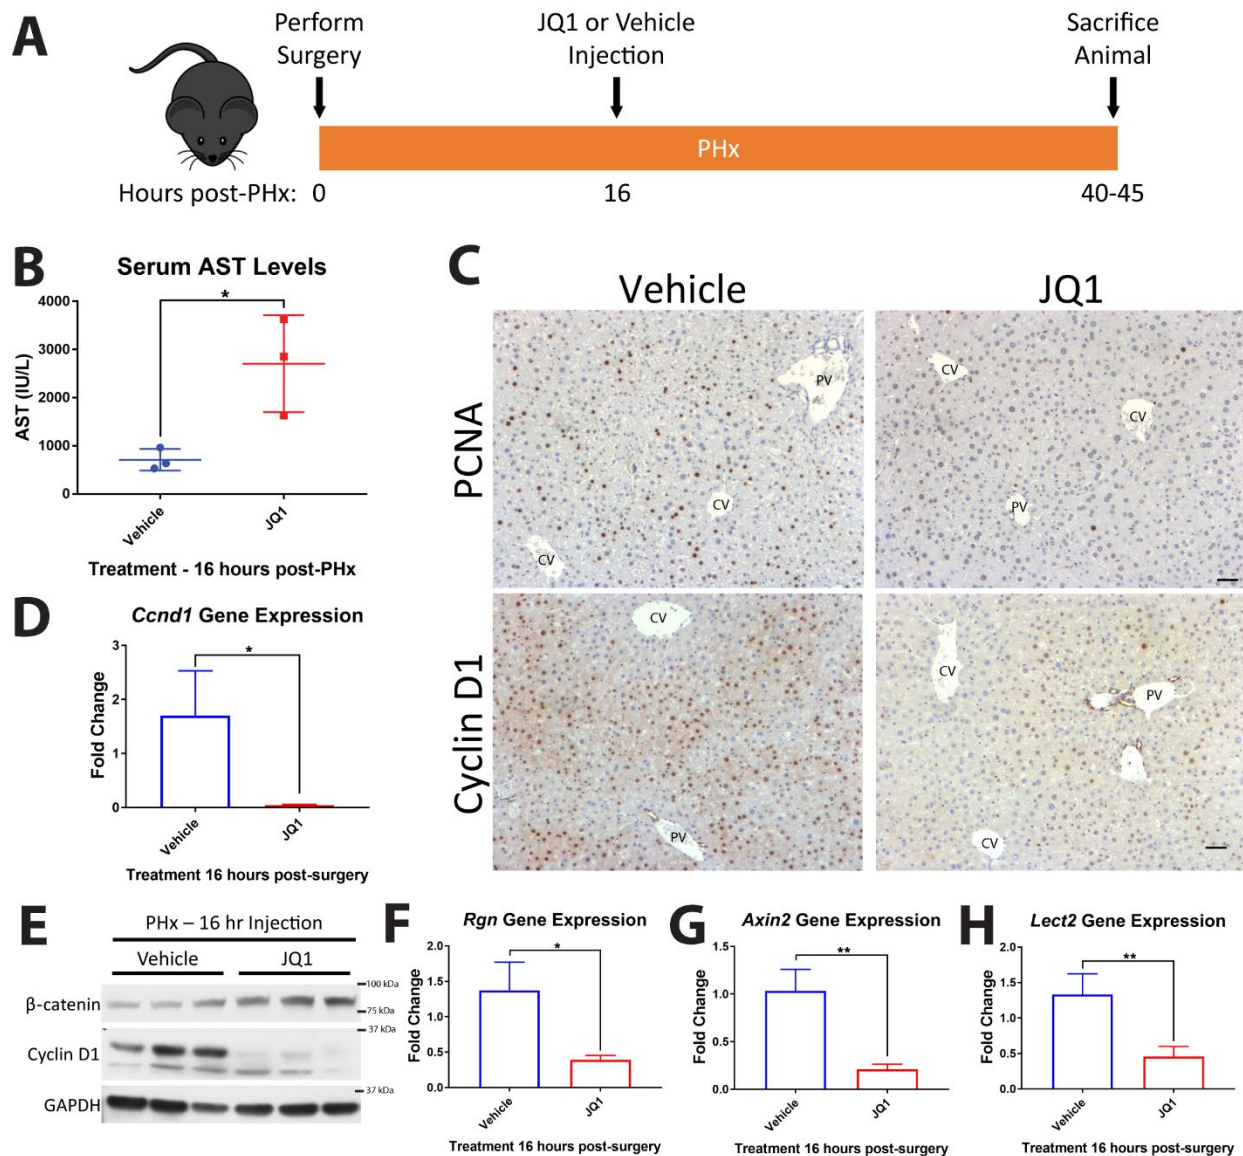 A
Perform
Surgery
JQ1 or Vehicle
Injection
Sacrifice
Animal
PHx
Hours post-PHx: 0 16 40-45
B
Serum AST Levels
*
AST (IU/L)
4000
3000
2000
1000
0
Vehicle
JQ1
Treatment - 16 hours post-PHx
C
Vehicle
JQ1
PCNA
PV
CV
CV
CV
CV
PV
Cyclin D1
CV
PV
CV
PV
CV
D
Ccnd1 Gene Expression
*
Fold Change
3
2
1
0
Vehicle
JQ1
Treatment 16 hours post-surgery
E
PHx – 16 hr Injection
Vehicle
JQ1
β-catenin
100 kDa
75 kDa
Cyclin D1
37 kDa
GAPDH
37 kDa
F
Rgn Gene Expression
*
Fold Change
2.0
1.5
1.0
0.5
0.0
Vehicle
JQ1
Treatment 16 hours post-surgery
G
Axin2 Gene Expression
**
Fold Change
1.5
1.0
0.5
0.0
Vehicle
JQ1
Treatment 16 hours post-surgery
H
Lect2 Gene Expression
**
Fold Change
2.0
1.5
1.0
0.5
0.0
Vehicle
JQ1
Treatment 16 hours post-surgery